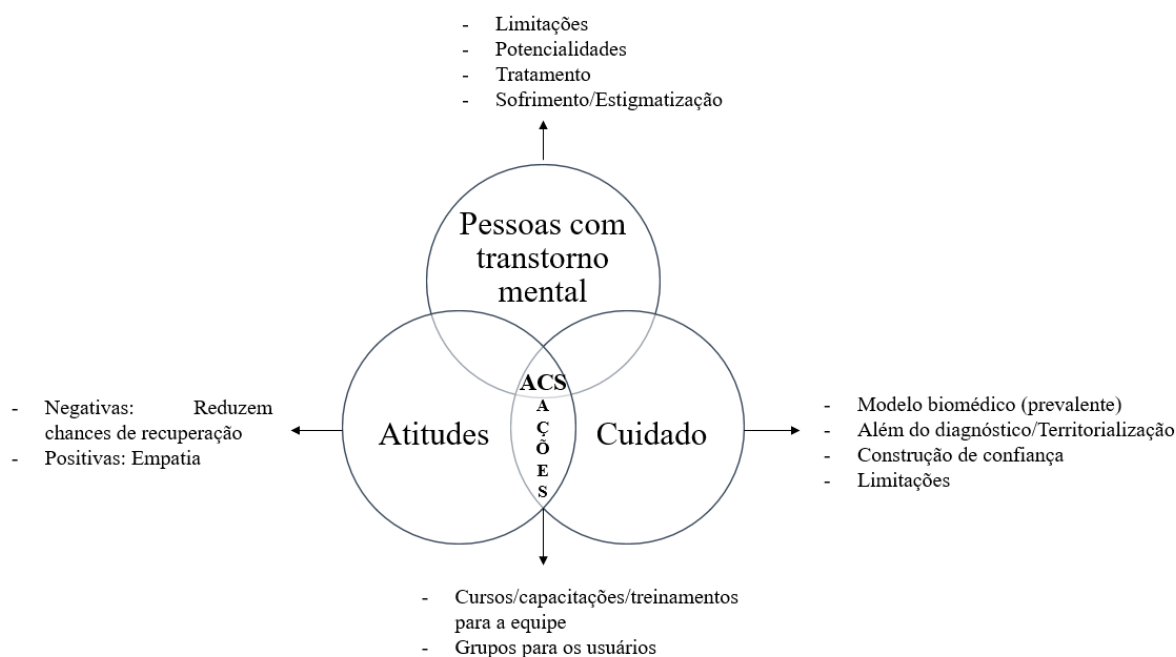 - Limitações
- Potencialidades
- Tratamento
- Sofrimento/Estigmatização
Pessoas com
transtorno
mental
ACS
A
Ç
Õ
E
S
Atitudes
Cuidado
- Negativas: Reduzem
chances de recuperação
- Positivas: Empatia
- Modelo biomédico (prevalente)
- Além do diagnóstico/Territorialização
- Construção de confiança
- Limitações
- Cursos/capacitações/treinamentos
para a equipe
- Grupos para os usuários